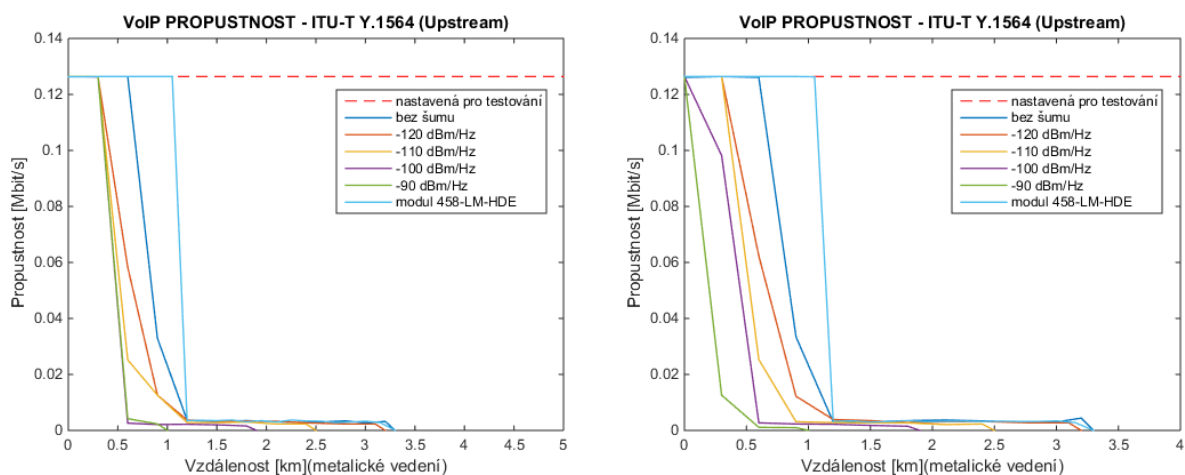 VoIP PROPUSTNOST - ITU-T Y.1564 (Upstream)
Propustnost [Mbit/s]
0.14
0.12
0.1
0.08
0.06
0.04
0.02
0
nastavená pro testování
bez šumu
-120 dBm/Hz
-110 dBm/Hz
-100 dBm/Hz
-90 dBm/Hz
modul 458-LM-HDE
0 0.5 1 1.5 2 2.5 3 3.5 4 4.5 5
Vzdálenost [km](metalické vedení)
VoIP PROPUSTNOST - ITU-T Y.1564 (Upstream)
Propustnost [Mbit/s]
0.14
0.12
0.1
0.08
0.06
0.04
0.02
0
nastavená pro testování
bez šumu
-120 dBm/Hz
-110 dBm/Hz
-100 dBm/Hz
-90 dBm/Hz
modul 458-LM-HDE
0 0.5 1 1.5 2 2.5 3 3.5 4
Vzdálenost [km](metalické vedení)